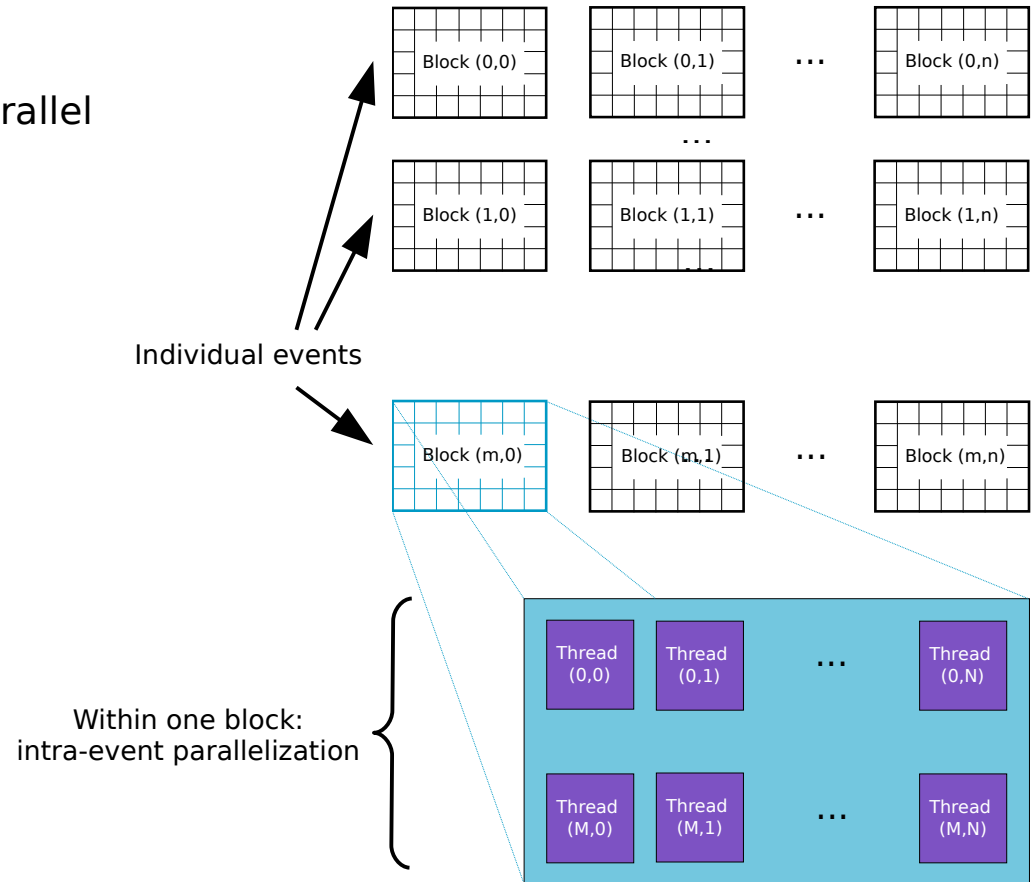 rallel
Block (0,0)
Block (0,1)
...
Block (0,n)
...
Block (1,0)
Block (1,1)
...
Block (1,n)
...
Individual events
Block (m,0)
Block (m,1)
...
...
Block (m,n)
Within one block:
intra-event parallelization
Thread
(0,0)
Thread
(0,1)
...
Thread
(0,N)
Thread
(M,0)
Thread
(M,1)
...
Thread
(M,N)